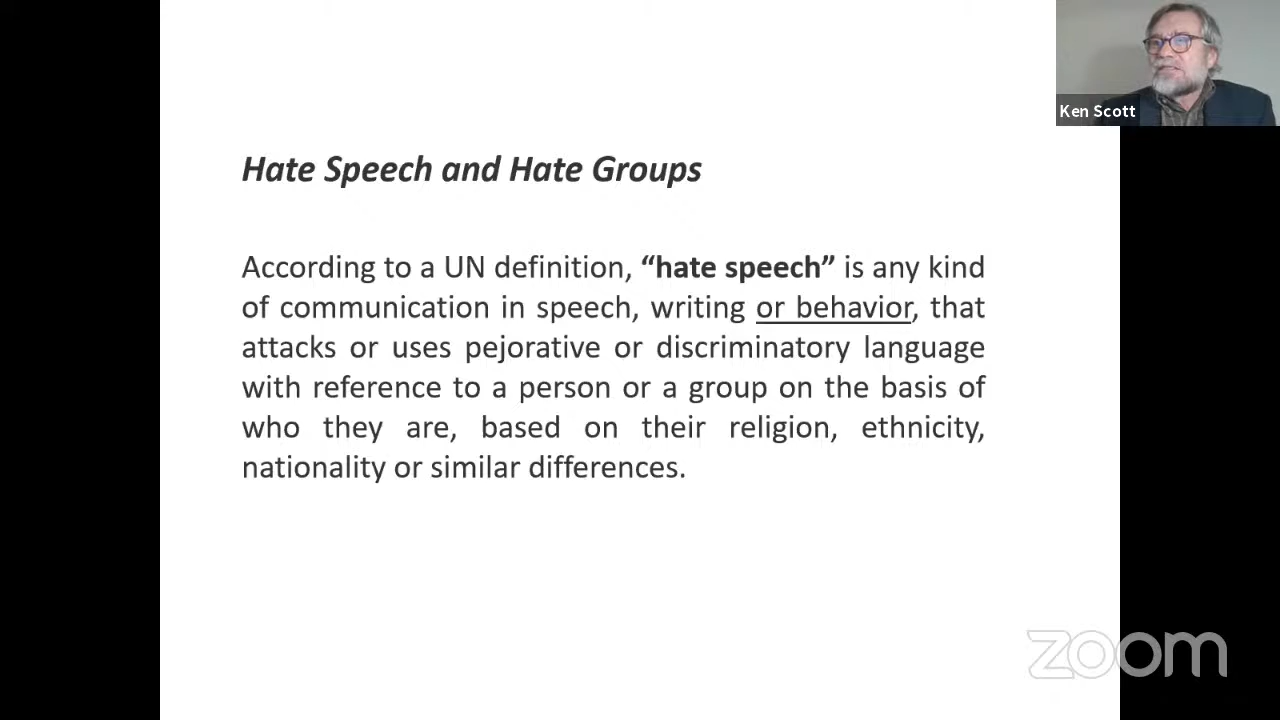 Ken Scott
Hate Speech and Hate Groups
According to a UN definition, “hate speech” is any kind
of communication in speech, writing or behavior, that
attacks or uses pejorative or discriminatory language
with reference to a person or a group on the basis of
who they are, based on their religion, ethnicity,
nationality or similar differences.
zoom